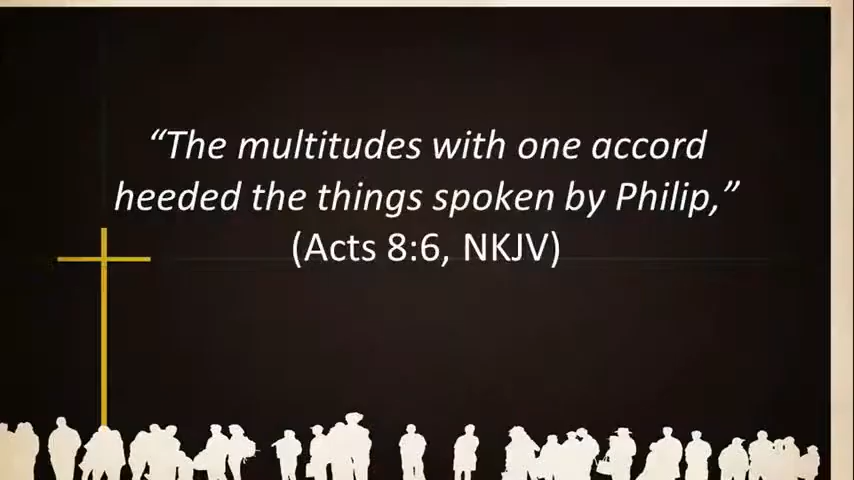 “The multitudes with one accord
heeded the things spoken by Philip,”
(Acts 8:6, NKJV)